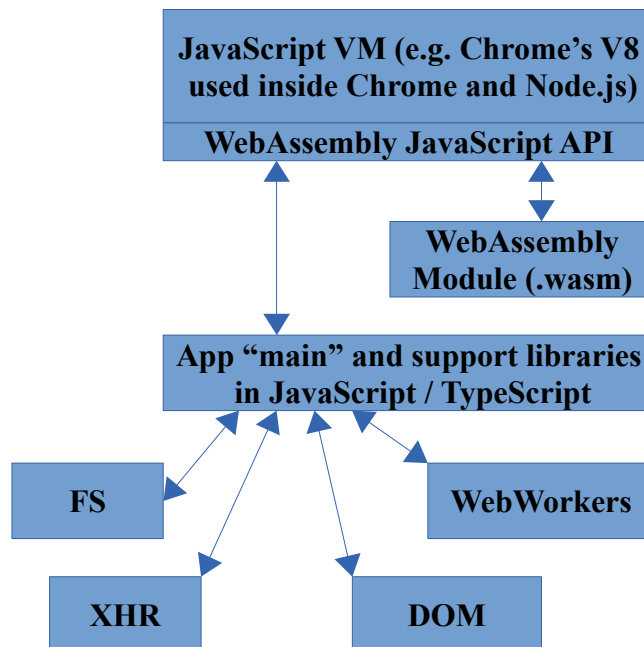 JavaScript VM (e.g. Chrome’s V8
used inside Chrome and Node.js)
WebAssembly JavaScript API
WebAssembly
Module (.wasm)
App “main” and support libraries
in JavaScript / TypeScript
FS
WebWorkers
XHR
DOM